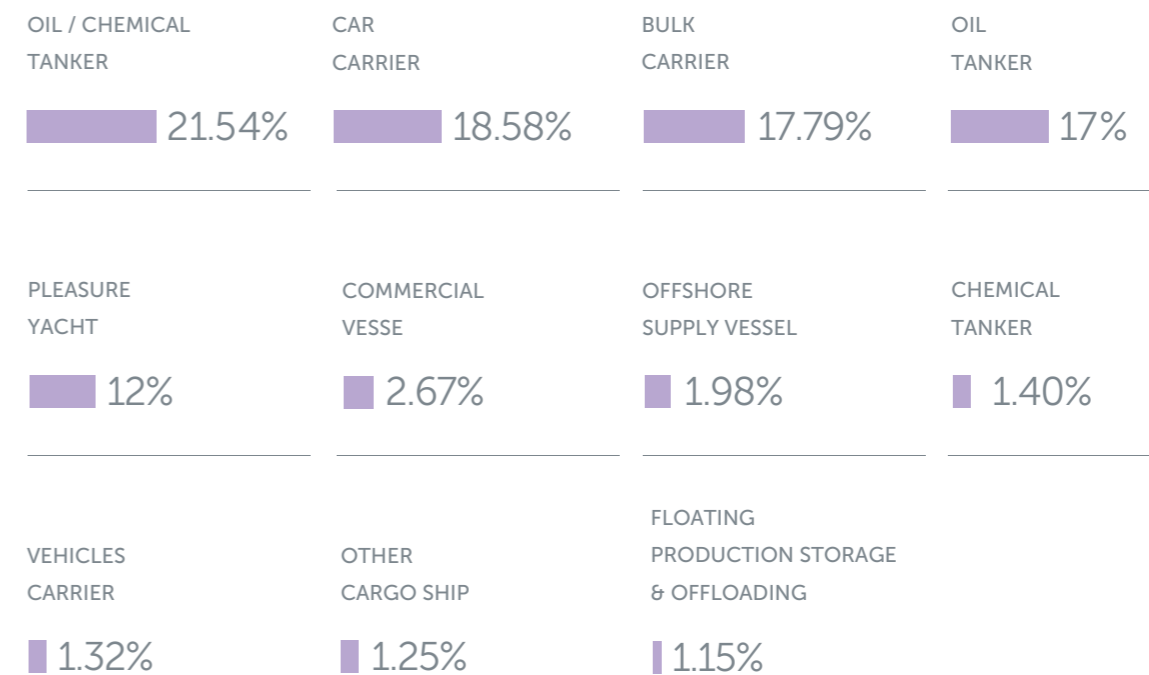 OIL / CHEMICAL
TANKER
21.54%
CAR
CARRIER
18.58%
BULK
CARRIER
17.79%
OIL
TANKER
17%
PLEASURE
YACHT
12%
COMMERCIAL
VESSE
2.67%
OFFSHORE
SUPPLY VESSEL
1.98%
CHEMICAL
TANKER
1.40%
VEHICLES
CARRIER
1.32%
OTHER
CARGO SHIP
1.25%
FLOATING
PRODUCTION STORAGE
& OFFLOADING
1.15%